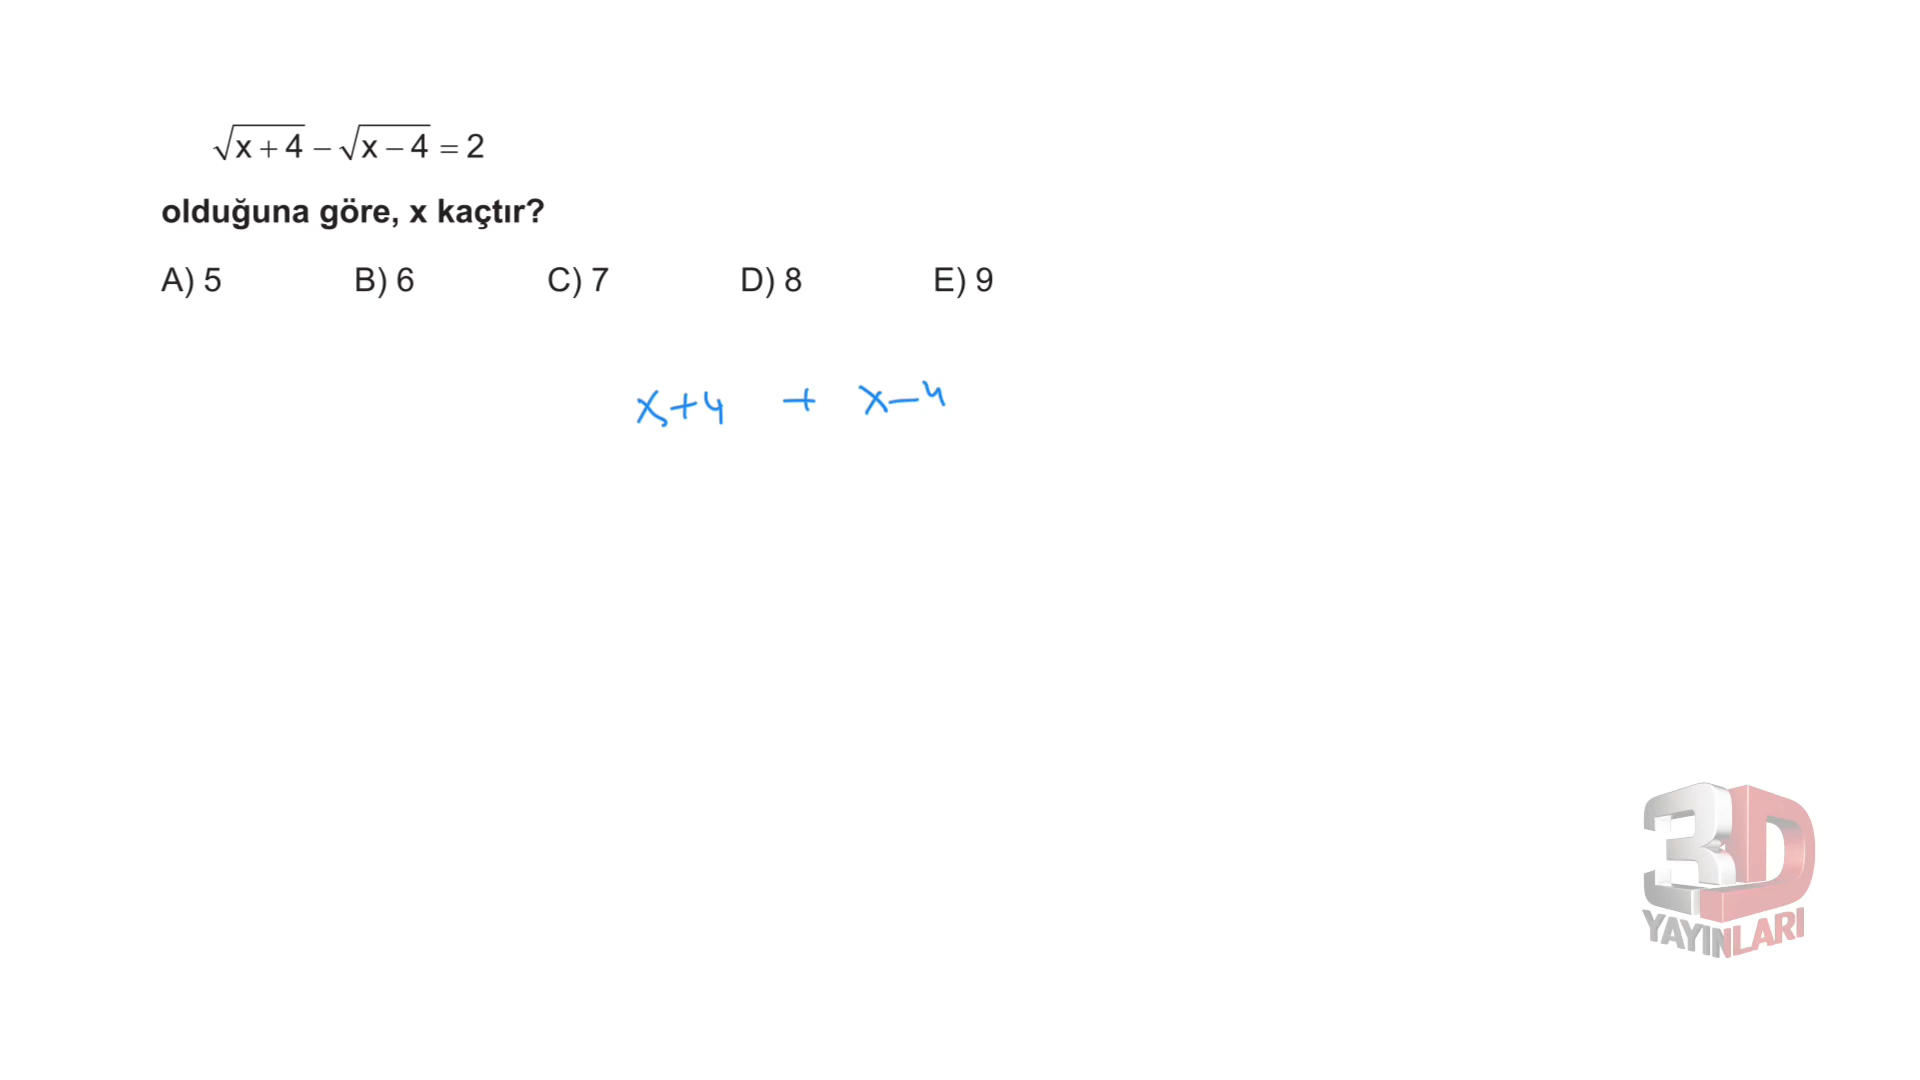 √x + 4 − √x − 4 = 2
olduğuna göre, x kaçtır?
A) 5 B) 6 C) 7 D) 8 E) 9
x+4 + x-4
3D
YAYINLARI